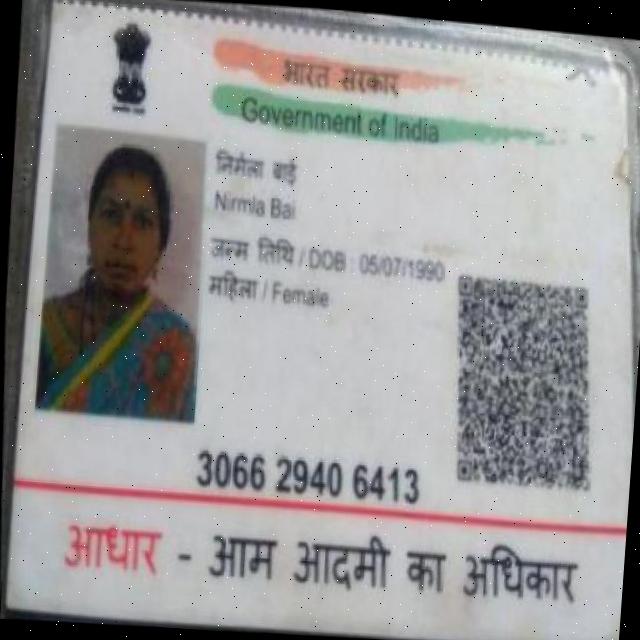 भारत सरकार
Government of India
निर्मला बाई
Nirmla Bai
जन्म तिथि / DOB : 05/07/1990
महिला / Female
3066 2940 6413
आधार - आम आदमी का अधिकार